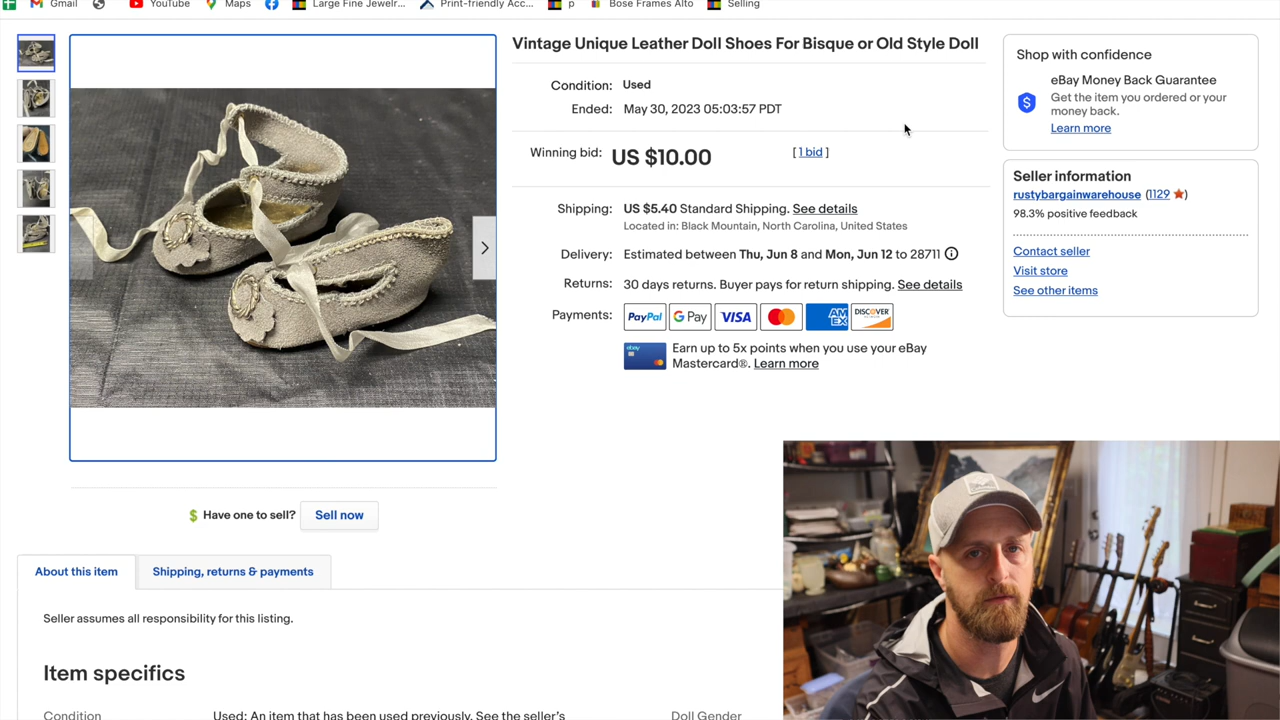 Gmail
YouTube
Maps
Large Fine Jewelr...
Print-friendly Acc...
p
Bose Frames Alto
Selling
Vintage Unique Leather Doll Shoes For Bisque or Old Style Doll
Condition: Used
Ended: May 30, 2023 05:03:57 PDT
Winning bid: US $10.00 [ 1 bid ]
Shipping: US $5.40 Standard Shipping. See details
Located in: Black Mountain, North Carolina, United States
Delivery: Estimated between Thu, Jun 8 and Mon, Jun 12 to 28711
Returns: 30 days returns. Buyer pays for return shipping. See details
Payments: PayPal G Pay VISA AM EX DISCOVER
ebay
Earn up to 5x points when you use your eBay
Mastercard®. Learn more
Shop with confidence
eBay Money Back Guarantee
Get the item you ordered or your
money back.
Learn more
Seller information
rustybargainwarehouse (1129)
98.3% positive feedback
Contact seller
Visit store
See other items
Have one to sell? Sell now
About this item
Shipping, returns & payments
Seller assumes all responsibility for this listing.
Item specifics
Condition Used: An item that has been used previously. See the seller's Doll Gender